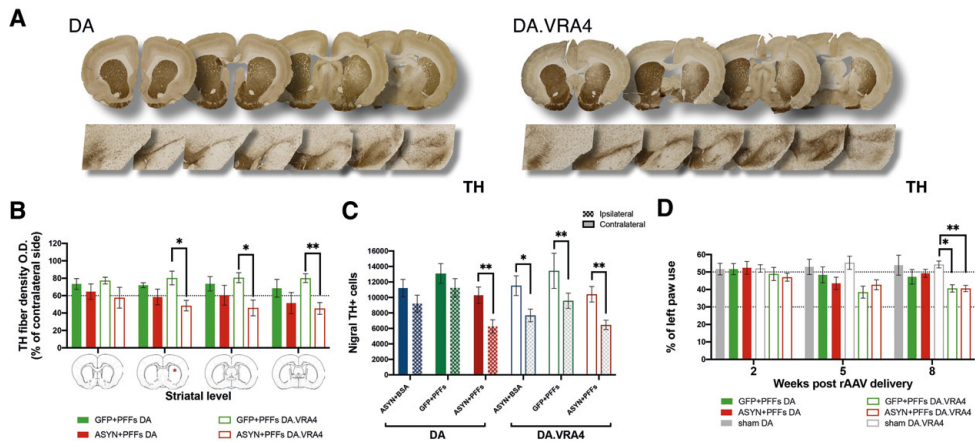 A
DA
DA.VRA4
TH
TH
B
TH fiber density O.D.
(% of contralateral side)
100
80
60
40
20
0
*
*
**
Striatal level
GFP+PFFs DA
GFP+PFFs DA.VRA4
ASYN+PFFs DA
ASYN+PFFs DA.VRA4
C
Ipsilateral
Contralateral
Nigral TH+ cells
14000
12000
10000
8000
6000
4000
2000
0
**
*
**
**
ASYN+BSA
GFP+PFFs
ASYN+PFFs
ASYN+BSA
GFP+PFFs
ASYN+PFFs
DA
DA.VRA4
D
% of left paw use
60
50
40
30
20
10
0
**
*
2
5
8
Weeks post rAAV delivery
GFP+PFFs DA
GFP+PFFs DA.VRA4
ASYN+PFFs DA
ASYN+PFFs DA.VRA4
sham DA
sham DA.VRA4